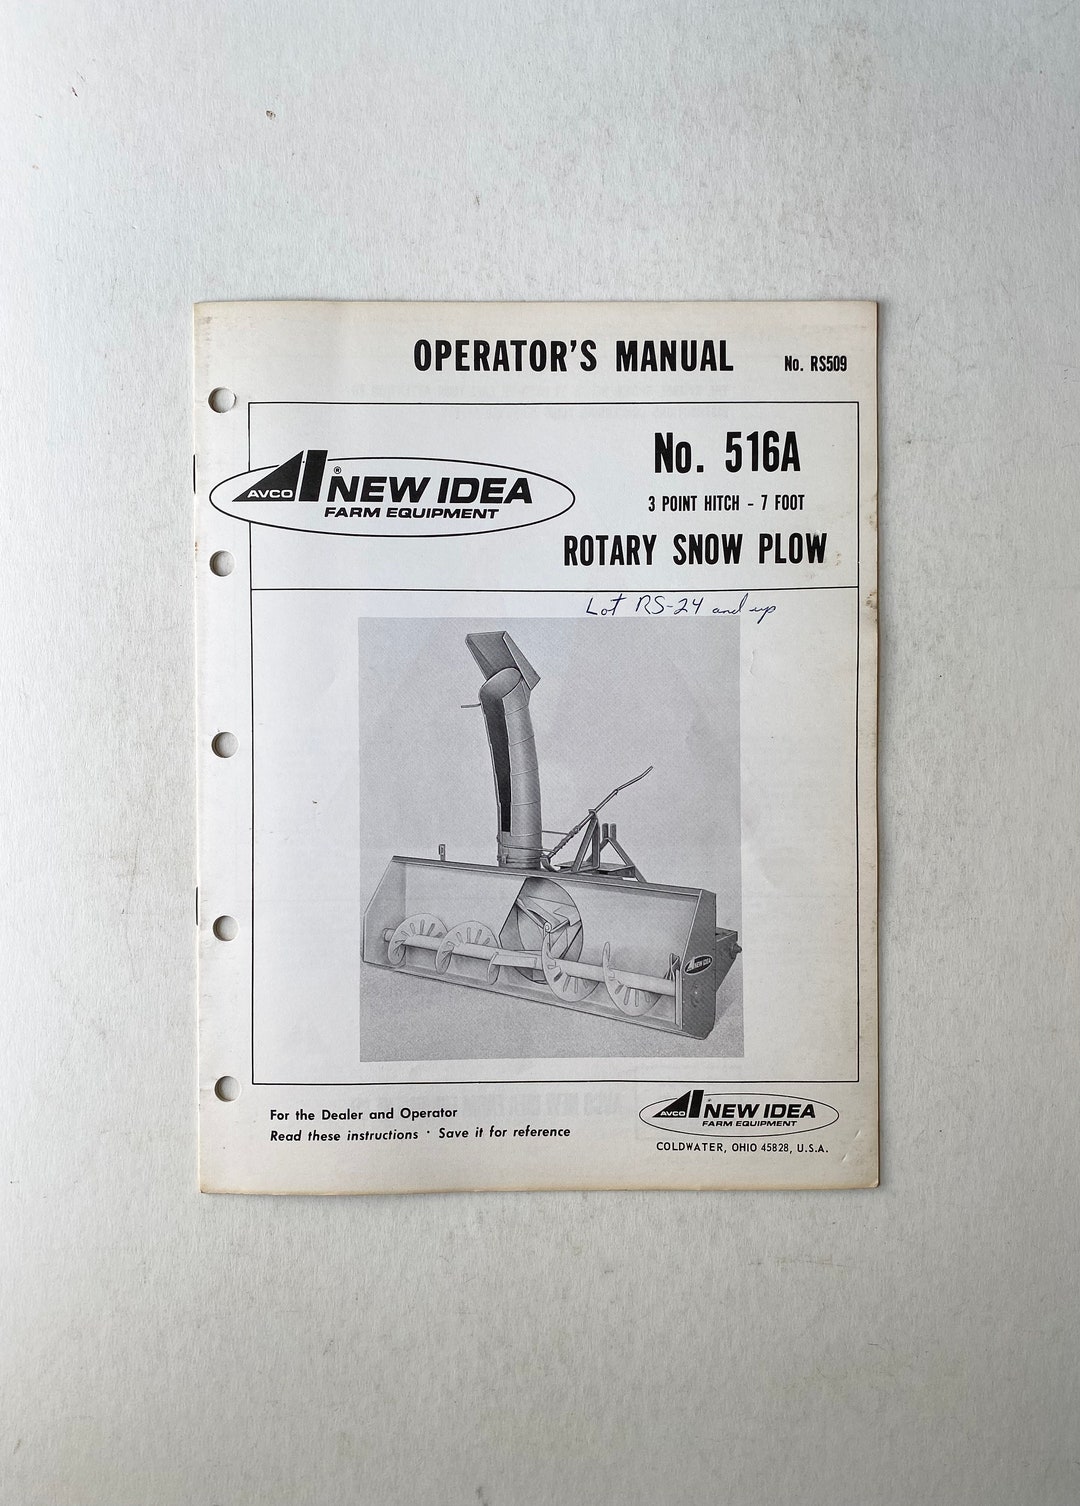 OPERATOR'S MANUAL No. RS509
No. 516A
AVCO ® NEW IDEA
FARM EQUIPMENT
3 POINT HITCH - 7 FOOT
ROTARY SNOW PLOW
Lot RS-24 and up
NEW IDEA
For the Dealer and Operator
Read these instructions · Save it for reference
AVCO NEW IDEA
FARM EQUIPMENT
COLDWATER, OHIO 45828, U.S.A.